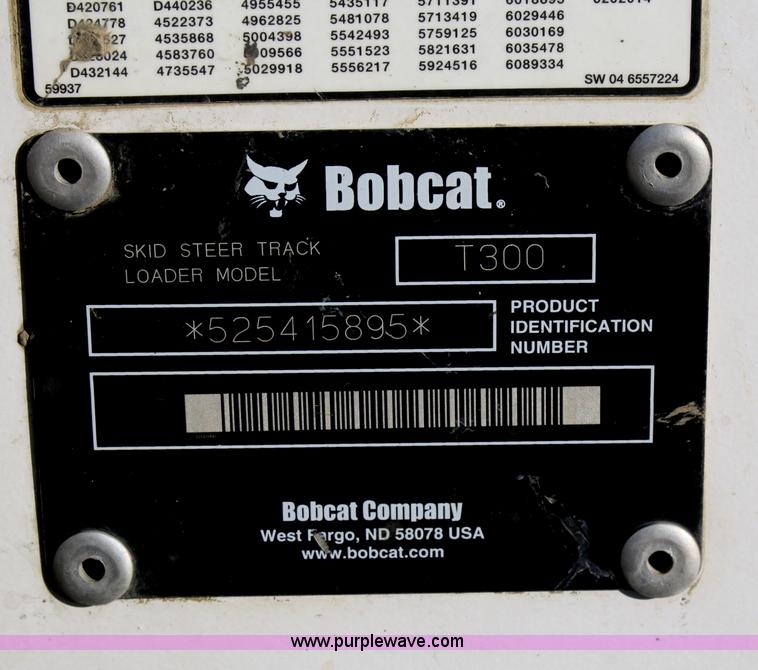 D420761 D440236 4955455 5435117 5711391 6018895 6202014
4522373 4962825 5481078 5713419 6029446
4535868 5004398 5542493 5759125 6030169
4583760 5551523 5821631 6035478
D432144 4735547 5029918 5556217 5924516 6089334
59937 SW 04 6557224
Bobcat®
SKID STEER TRACK
LOADER MODEL
T300
*525415895*
PRODUCT
IDENTIFICATION
NUMBER
Bobcat Company
West Fargo, ND 58078 USA
www.bobcat.com
www.purplewave.com